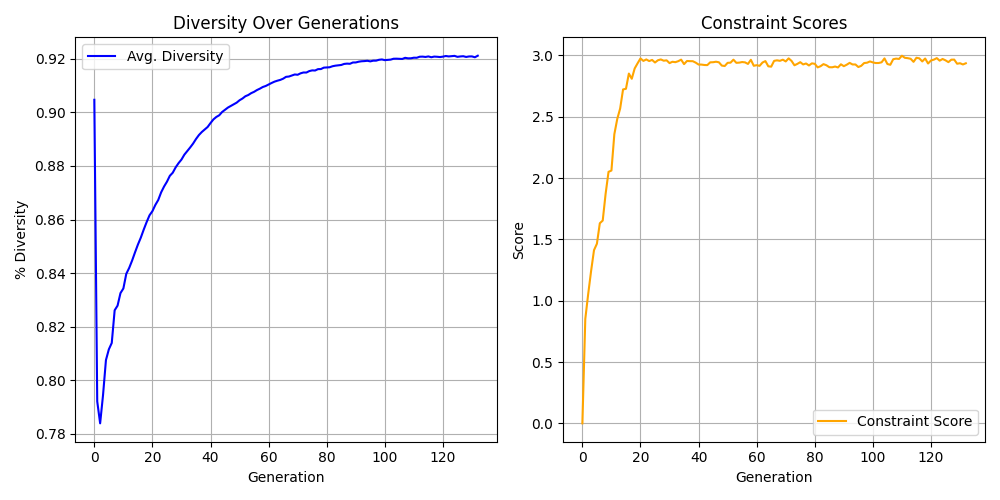 Diversity Over Generations
Avg. Diversity
% Diversity
0.92
0.90
0.88
0.86
0.84
0.82
0.80
0.78
0 20 40 60 80 100 120
Generation
Constraint Scores
Score
3.0
2.5
2.0
1.5
1.0
0.5
0.0
Constraint Score
0 20 40 60 80 100 120
Generation